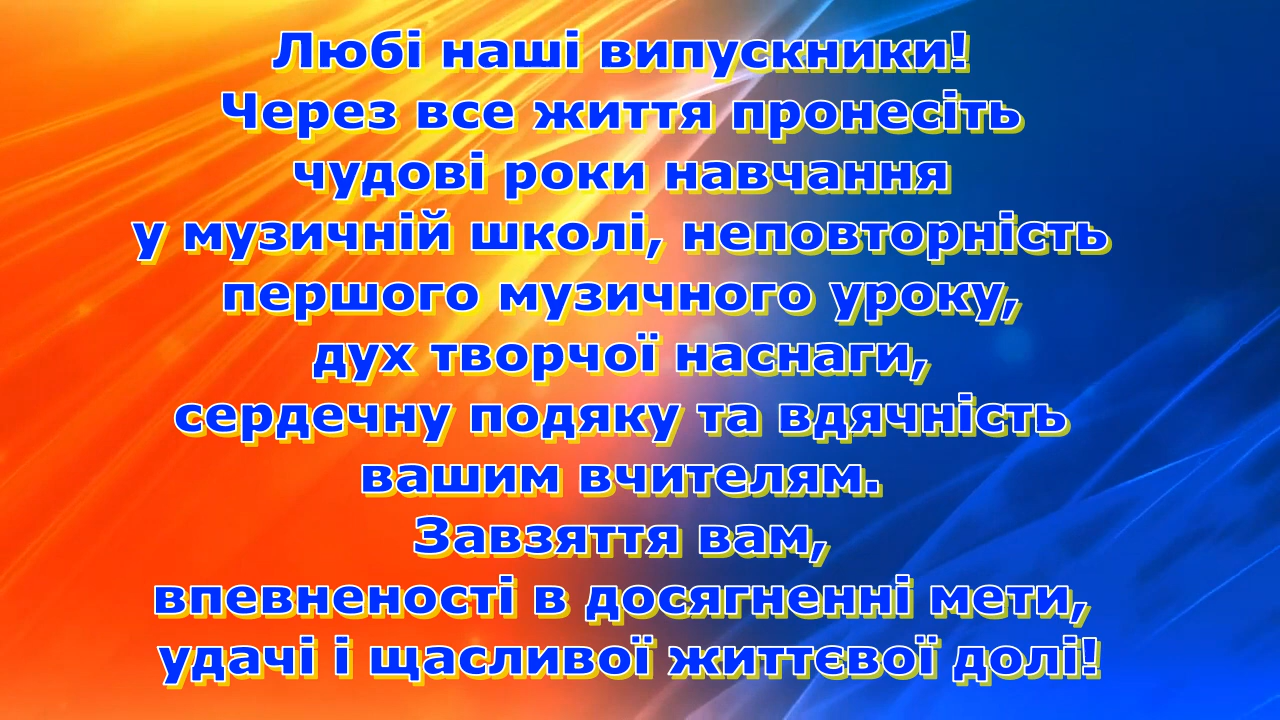 Любі наші випускники!
Через все життя пронесіть
чудові роки навчання
у музичній школі, неповторність
першого музичного уроку,
дух творчої наснаги,
сердечну подяку та вдячність
вашим вчителям.
Завзяття вам,
впевненості в досягненні мети,
удачі і щасливої життєвої долі!